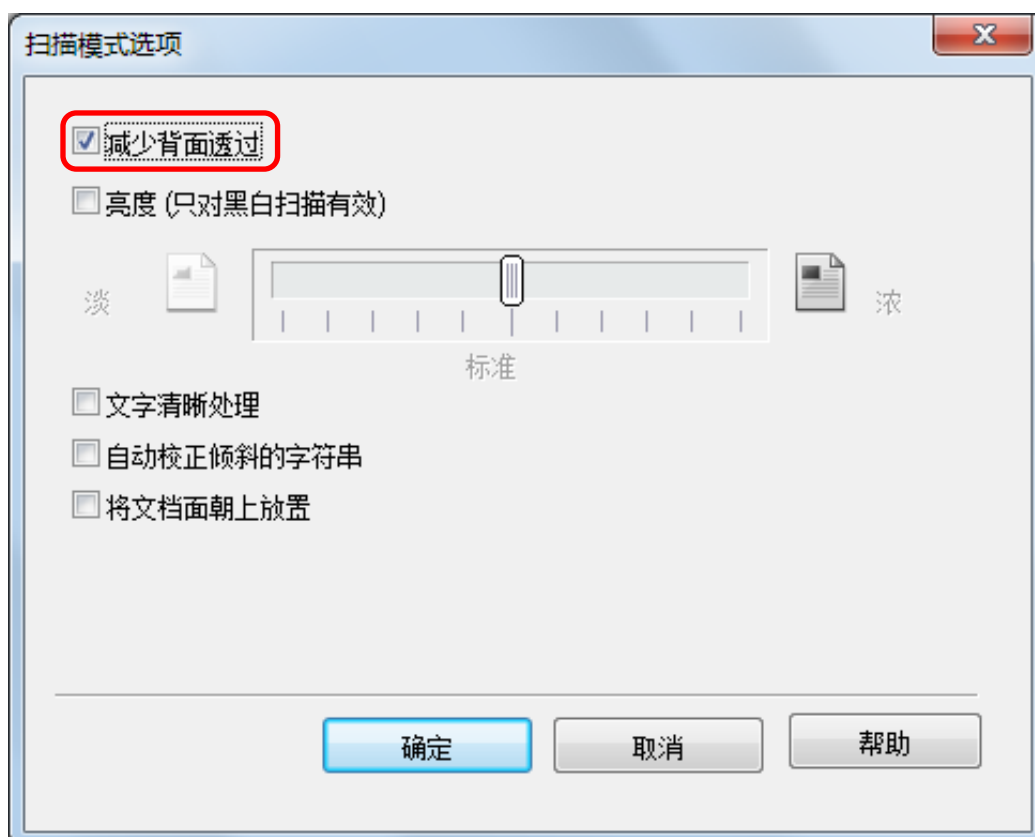 扫描模式选项
减少背面透过
亮度 (只对黑白扫描有效)
淡
浓
标准
文字清晰处理
自动校正倾斜的字符串
将文档面朝上放置
确定
取消
帮助